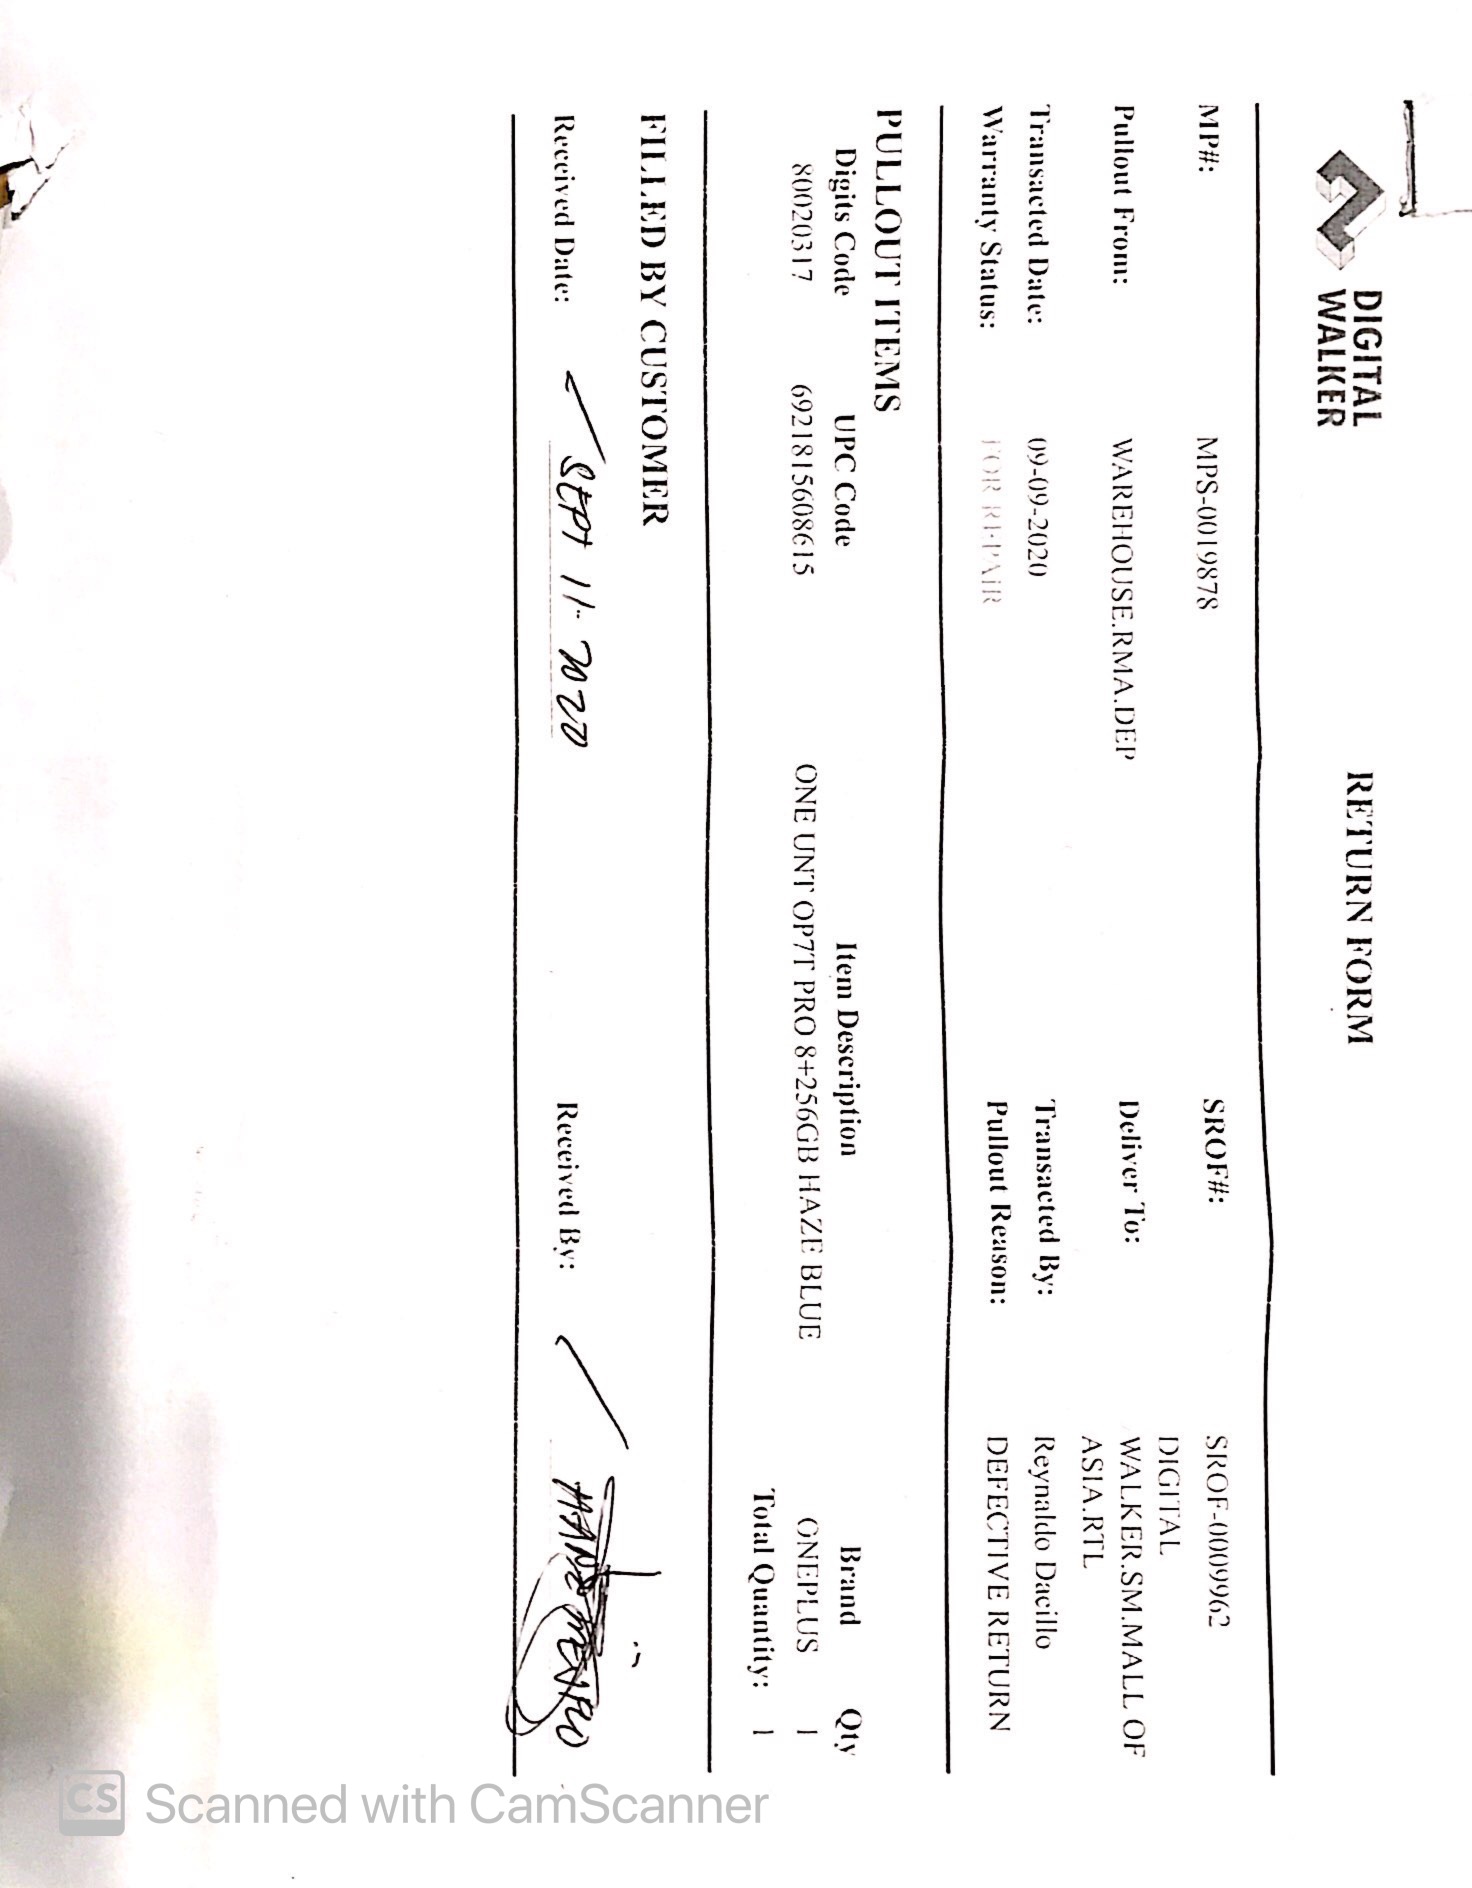 DIGITAL
WALKER
RETURN FORM
MP#: MPS-0019878 SROF#: SROF-0009962
Pullout From: WAREHOUSE.RMA.DEP Deliver To: DIGITAL
WALKER.SM.MALL OF
ASIA.RTL
Transacted Date: 09-09-2020 Transacted By: Reynaldo Dacillo
Warranty Status: FOR REPAIR Pullout Reason: DEFECTIVE RETURN
PULLOUT ITEMS
Digits Code UPC Code Item Description Brand Qty
80020317 6921815608615 ONE UNT OP7T PRO 8+256GB HAZE BLUE ONEPLUS 1
Total Quantity: 1
FILLED BY CUSTOMER
Received Date: SEPT 11-2020 Received By:
CS Scanned with CamScanner